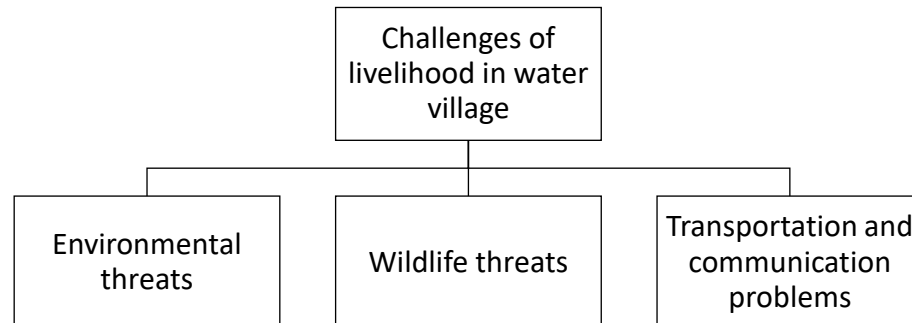 Challenges of
livelihood in water
village
Environmental
threats
Wildlife threats
Transportation and
communication
problems